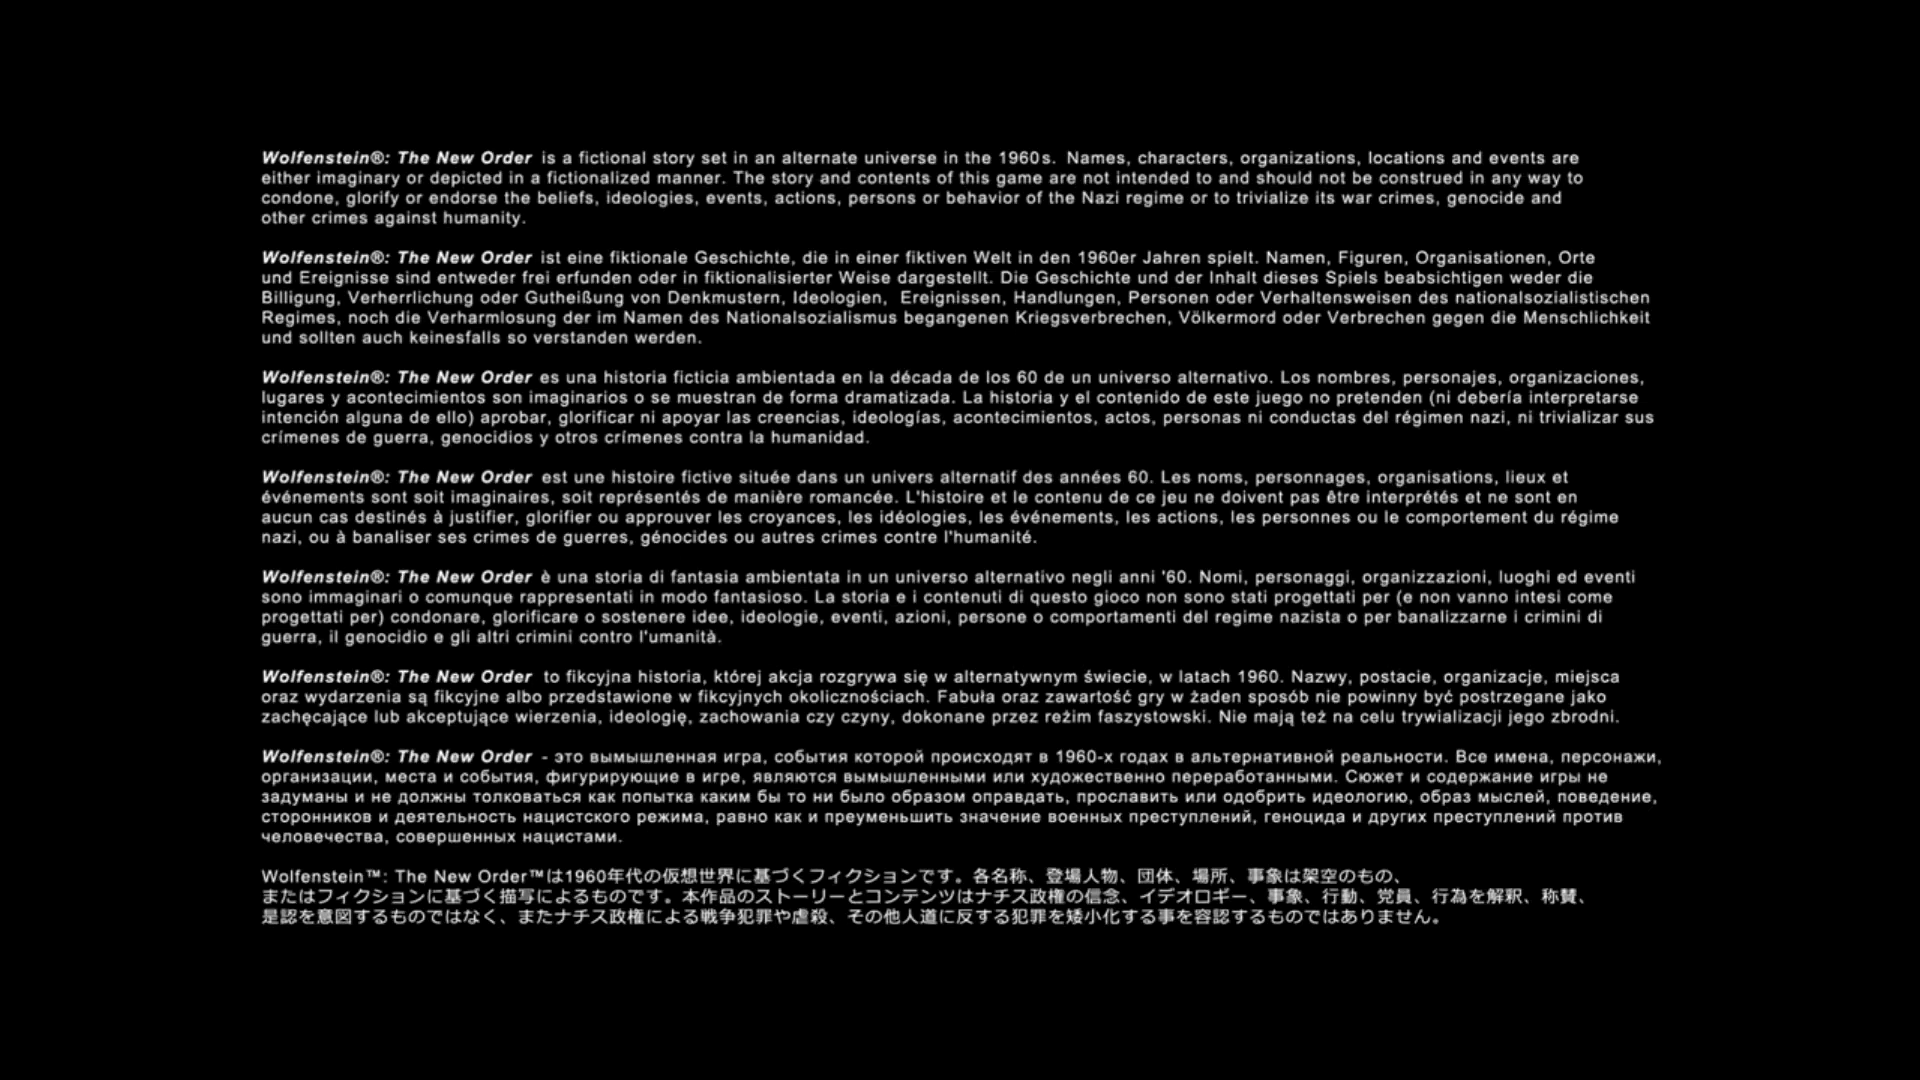 Wolfenstein®: The New Order is a fictional story set in an alternate universe in the 1960s. Names, characters, organizations, locations and events are
either imaginary or depicted in a fictionalized manner. The story and contents of this game are not intended to and should not be construed in any way to
condone, glorify or endorse the beliefs, ideologies, events, actions, persons or behavior of the Nazi regime or to trivialize its war crimes, genocide and
other crimes against humanity.
Wolfenstein®: The New Order ist eine fiktionale Geschichte, die in einer fiktiven Welt in den 1960er Jahren spielt. Namen, Figuren, Organisationen, Orte
und Ereignisse sind entweder frei erfunden oder in fiktionalisierter Weise dargestellt. Die Geschichte und der Inhalt dieses Spiels beabsichtigen weder die
Billigung, Verherrlichung oder Gutheißung von Denkmustern, Ideologien, Ereignissen, Handlungen, Personen oder Verhaltensweisen des nationalsozialistischen
Regimes, noch die Verharmlosung der im Namen des Nationalsozialismus begangenen Kriegsverbrechen, Völkermord oder Verbrechen gegen die Menschlichkeit
und sollten auch keinesfalls so verstanden werden.
Wolfenstein®: The New Order es una historia ficticia ambientada en la década de los 60 de un universo alternativo. Los nombres, personajes, organizaciones,
lugares y acontecimientos son imaginarios o se muestran de forma dramatizada. La historia y el contenido de este juego no pretenden (ni debería interpretarse
intención alguna de ello) aprobar, glorificar ni apoyar las creencias, ideologías, acontecimientos, actos, personas ni conductas del régimen nazi, ni trivializar sus
crímenes de guerra, genocidios y otros crímenes contra la humanidad.
Wolfenstein®: The New Order est une histoire fictive située dans un univers alternatif des années 60. Les noms, personnages, organisations, lieux et
événements sont soit imaginaires, soit représentés de manière romancée. L'histoire et le contenu de ce jeu ne doivent pas être interprétés et ne sont en
aucun cas destinés à justifier, glorifier ou approuver les croyances, les idéologies, les événements, les actions, les personnes ou le comportement du régime
nazi, ou à banaliser ses crimes de guerres, génocides ou autres crimes contre l'humanité.
Wolfenstein®: The New Order è una storia di fantasia ambientata in un universo alternativo negli anni '60. Nomi, personaggi, organizzazioni, luoghi ed eventi
sono immaginari o comunque rappresentati in modo fantasioso. La storia e i contenuti di questo gioco non sono stati progettati per (e non vanno intesi come
progettati per) condonare, glorificare o sostenere idee, ideologie, eventi, azioni, persone o comportamenti del regime nazista o per banalizzarne i crimini di
guerra, il genocidio e gli altri crimini contro l'umanità.
Wolfenstein®: The New Order to fikcyjna historia, której akcja rozgrywa się w alternatywnym świecie, w latach 1960. Nazwy, postacie, organizacje, miejsca
oraz wydarzenia są fikcyjne albo przedstawione w fikcyjnych okolicznościach. Fabuła oraz zawartość gry w żaden sposób nie powinny być postrzegane jako
zachęcające lub akceptujące wierzenia, ideologię, zachowania czy czyny, dokonane przez reżim faszystowski. Nie mają też na celu trywializacji jego zbrodni.
Wolfenstein®: The New Order - это вымышленная игра, события которой происходят в 1960-х годах в альтернативной реальности. Все имена, персонажи,
организации, места и события, фигурирующие в игре, являются вымышленными или художественно переработанными. Сюжет и содержание игры не
задуманы и не должны толковаться как попытка каким бы то ни было образом оправдать, прославить или одобрить идеологию, образ мыслей, поведение,
сторонников и деятельность нацистского режима, равно как и преуменьшить значение военных преступлений, геноцида и других преступлений против
человечества, совершенных нацистами.
Wolfenstein™: The New Order™は1960年代の仮想世界に基づくフィクションです。各名称、登場人物、団体、場所、事象は架空のもの、
またはフィクションに基づく描写によるものです。本作品のストーリーとコンテンツはナチス政権の信念、イデオロギー、事象、行動、党員、行為を解釈、称賛、
是認を意図するものではなく、またナチス政権による戦争犯罪や虐殺、その他人道に反する犯罪を矮小化する事を容認するものではありません。